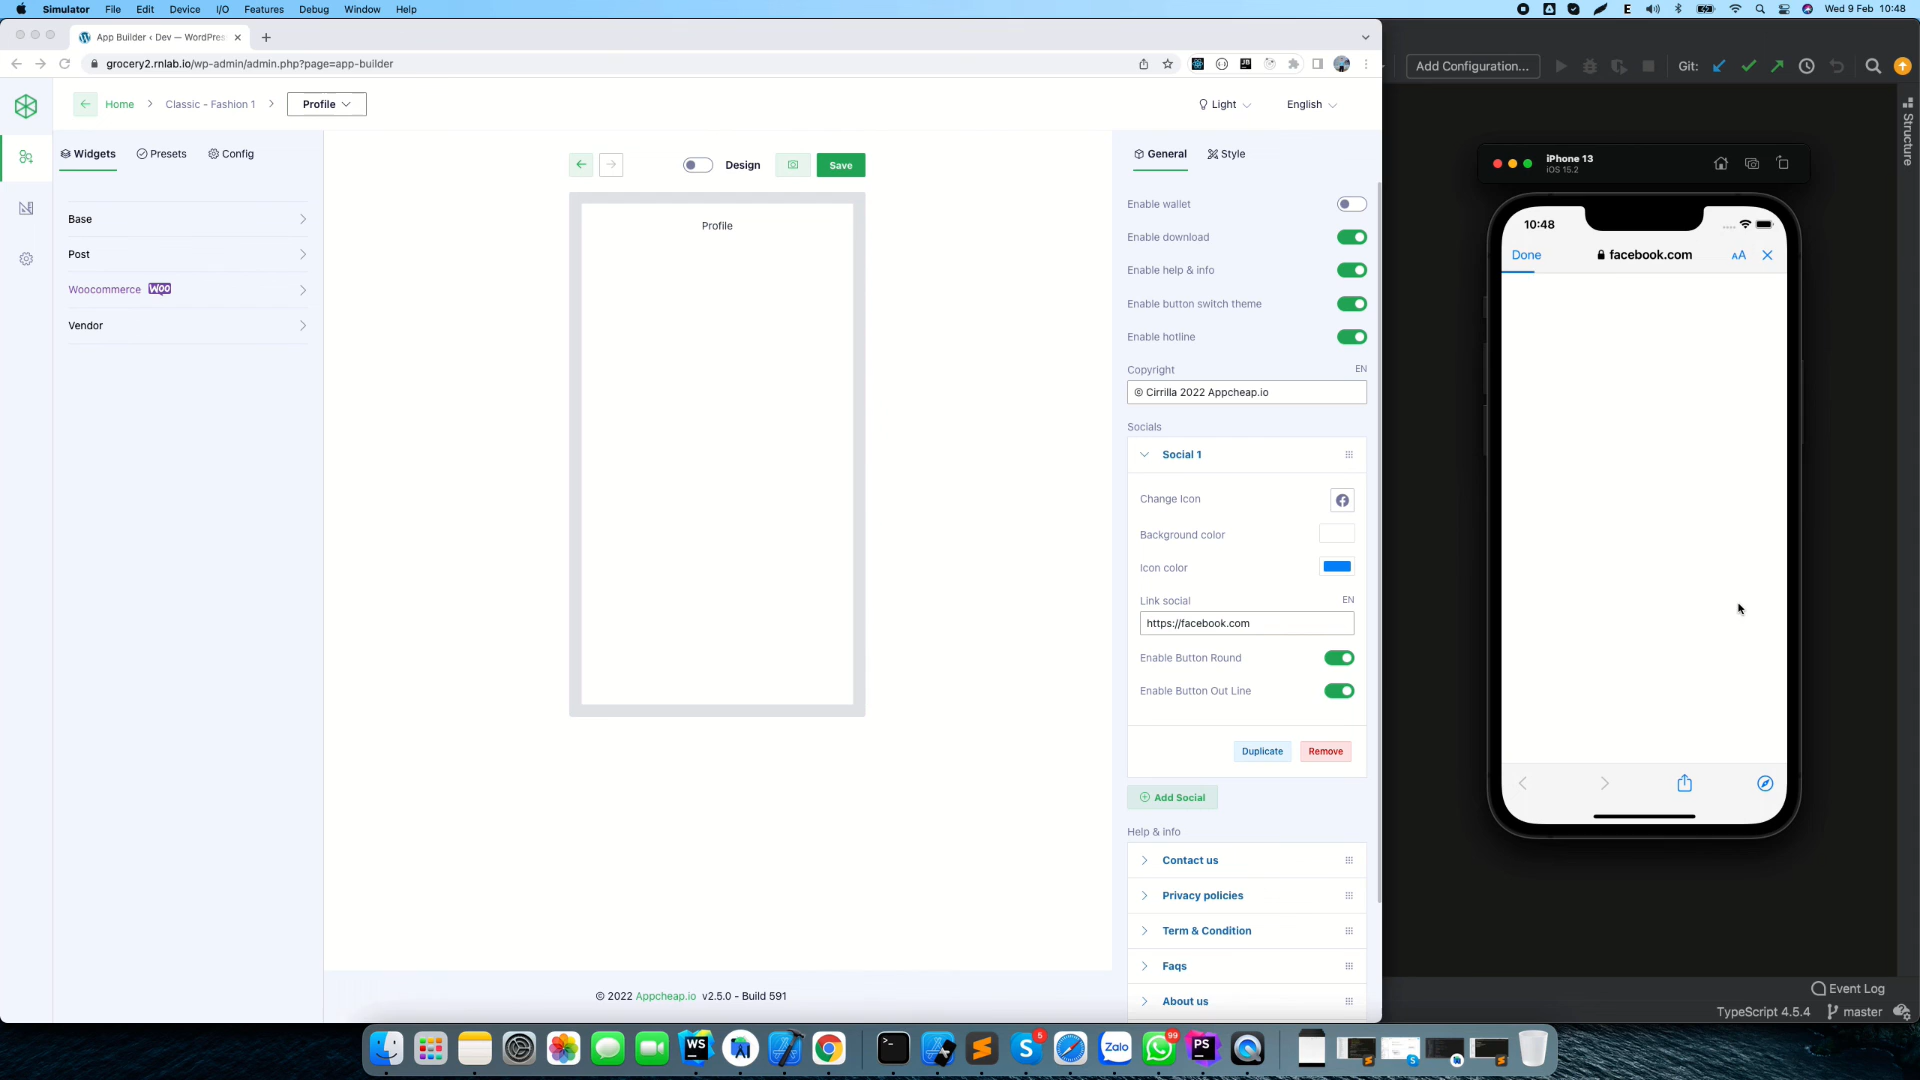 Simulator File Edit Device I/O Features Debug Window Help
E Wed 9 Feb 10:48
App Builder ‹ Dev — WordPres
grocery2.rnlab.io/wp-admin/admin.php?page=app-builder
Add Configuration... Git:
Home Classic - Fashion 1 Profile
Light English
Structure
Widgets Presets Config
Design Save
General Style
iPhone 13
iOS 15.2
Base
Post
Woocommerce Woo
Vendor
Profile
Enable wallet
Enable download
Enable help & info
Enable button switch theme
Enable hotline
Copyright EN
© Cirrilla 2022 Appcheap.io
Socials
Social 1
Change Icon
Background color
Icon color
Link social EN
https://facebook.com
Enable Button Round
Enable Button Out Line
Duplicate Remove
Add Social
Help & info
Contact us
Privacy policies
Term & Condition
Faqs
About us
10:48
Done facebook.com AA
© 2022 Appcheap.io v2.5.0 - Build 591
Event Log
TypeScript 4.5.4 master
WS
5
Zalo
99
PS